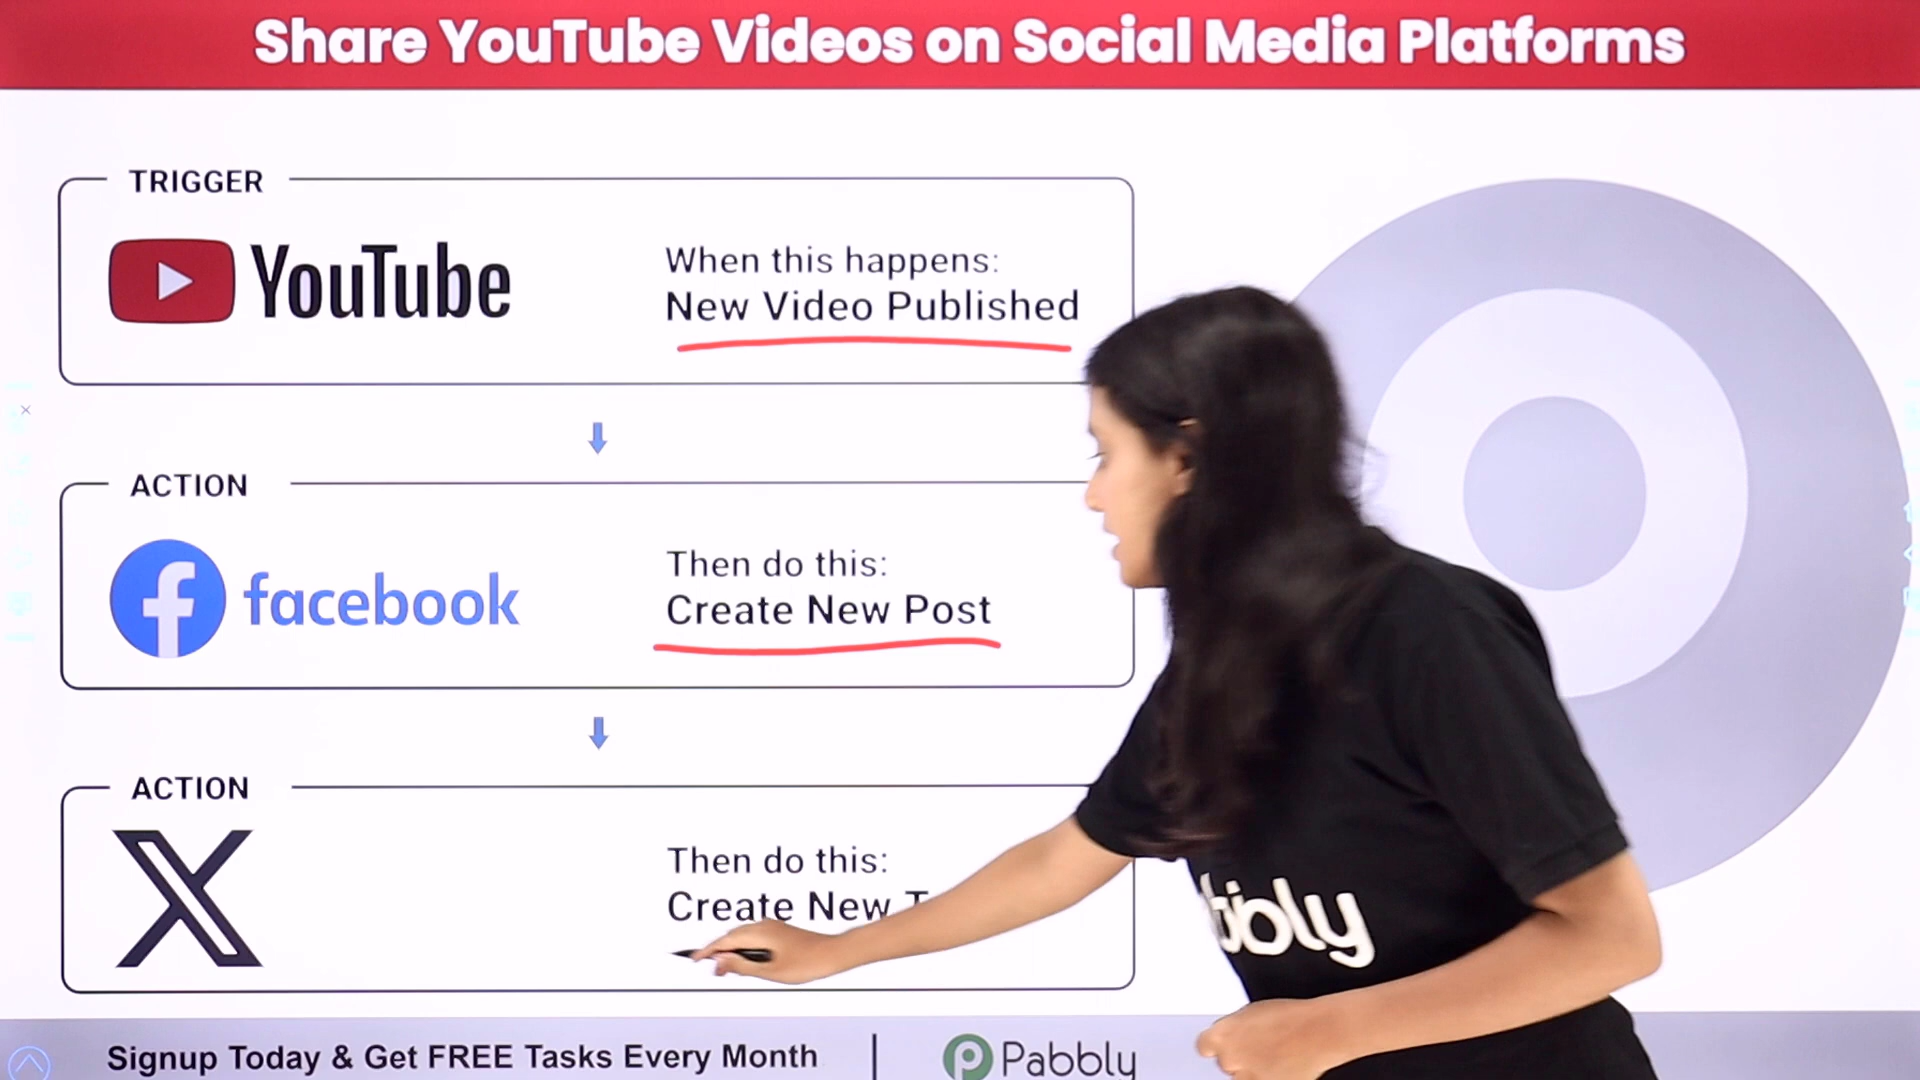 Share YouTube Videos on Social Media Platforms
TRIGGER
YouTube
When this happens:
New Video Published
ACTION
facebook
Then do this:
Create New Post
ACTION
X
Then do this:
Create New
Signup Today & Get FREE Tasks Every Month
Pabbly